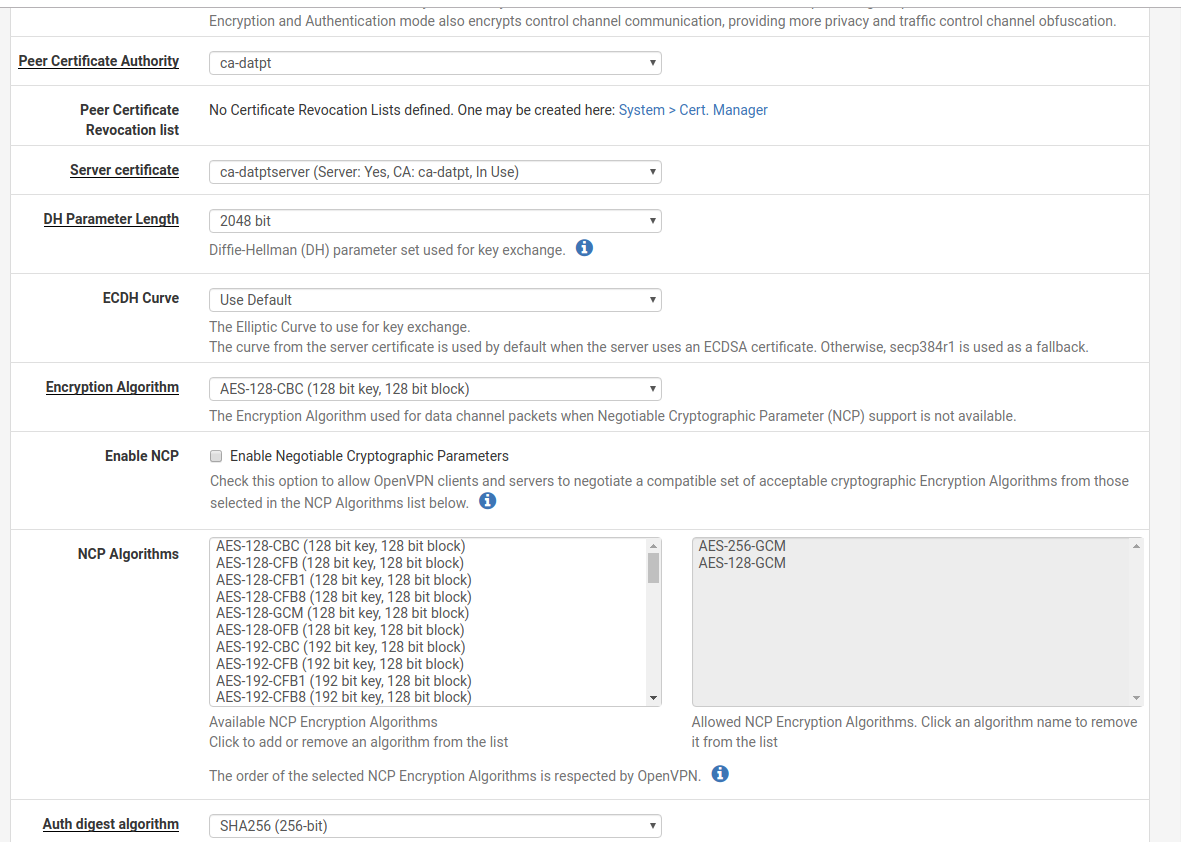 Encryption and Authentication mode also encrypts control channel communication, providing more privacy and traffic control channel obfuscation.
Peer Certificate Authority
ca-datpt
Peer Certificate
Revocation list
No Certificate Revocation Lists defined. One may be created here: System > Cert. Manager
Server certificate
ca-datptserver (Server: Yes, CA: ca-datpt, In Use)
DH Parameter Length
2048 bit
Diffie-Hellman (DH) parameter set used for key exchange.
ECDH Curve
Use Default
The Elliptic Curve to use for key exchange.
The curve from the server certificate is used by default when the server uses an ECDSA certificate. Otherwise, secp384r1 is used as a fallback.
Encryption Algorithm
AES-128-CBC (128 bit key, 128 bit block)
The Encryption Algorithm used for data channel packets when Negotiable Cryptographic Parameter (NCP) support is not available.
Enable NCP
Enable Negotiable Cryptographic Parameters
Check this option to allow OpenVPN clients and servers to negotiate a compatible set of acceptable cryptographic Encryption Algorithms from those
selected in the NCP Algorithms list below.
NCP Algorithms
AES-128-CBC (128 bit key, 128 bit block)
AES-128-CFB (128 bit key, 128 bit block)
AES-128-CFB1 (128 bit key, 128 bit block)
AES-128-CFB8 (128 bit key, 128 bit block)
AES-128-GCM (128 bit key, 128 bit block)
AES-128-OFB (128 bit key, 128 bit block)
AES-192-CBC (192 bit key, 128 bit block)
AES-192-CFB (192 bit key, 128 bit block)
AES-192-CFB1 (192 bit key, 128 bit block)
AES-192-CFB8 (192 bit key, 128 bit block)
Available NCP Encryption Algorithms
Click to add or remove an algorithm from the list
AES-256-GCM
AES-128-GCM
Allowed NCP Encryption Algorithms. Click an algorithm name to remove
it from the list
The order of the selected NCP Encryption Algorithms is respected by OpenVPN.
Auth digest algorithm
SHA256 (256-bit)